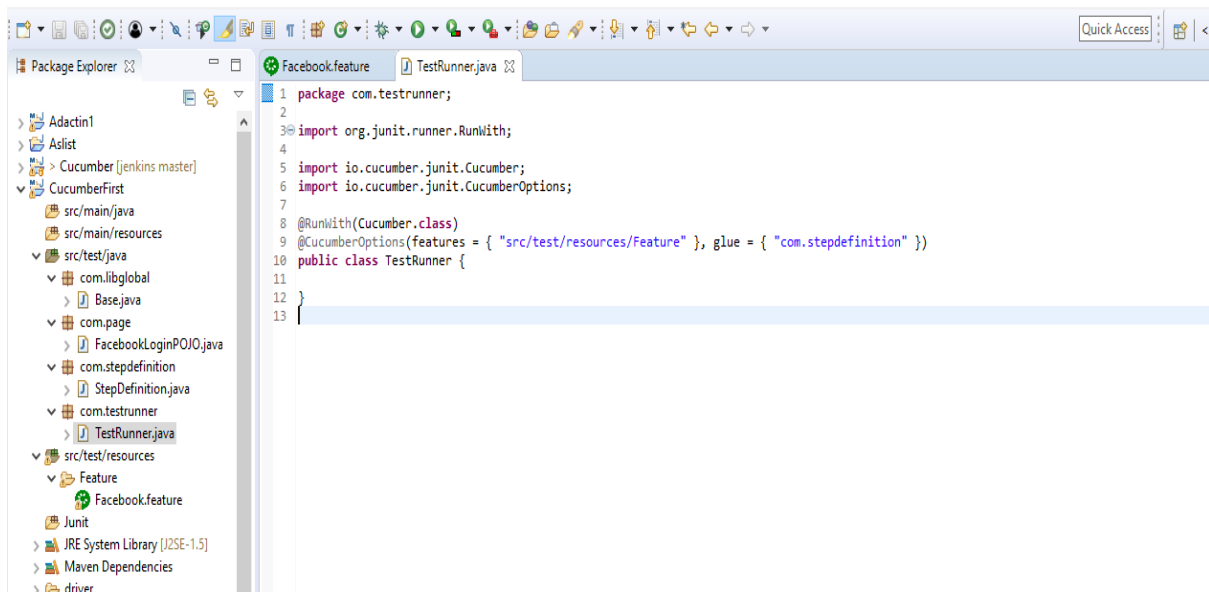 Quick Access
Package Explorer
Adactin1
Aslist
> Cucumber [jenkins master]
CucumberFirst
src/main/java
src/main/resources
src/test/java
com.libglobal
Base.java
com.page
FacebookLoginPOJO.java
com.stepdefinition
StepDefinition.java
com.testrunner
TestRunner.java
src/test/resources
Feature
Facebook.feature
Junit
JRE System Library [J2SE-1.5]
Maven Dependencies
driver
Facebook.feature
TestRunner.java
1 package com.testrunner;
2
3 import org.junit.runner.RunWith;
4
5 import io.cucumber.junit.Cucumber;
6 import io.cucumber.junit.CucumberOptions;
7
8 @RunWith(Cucumber.class)
9 @CucumberOptions(features = { "src/test/resources/Feature" }, glue = { "com.stepdefinition" })
10 public class TestRunner {
11
12 }
13